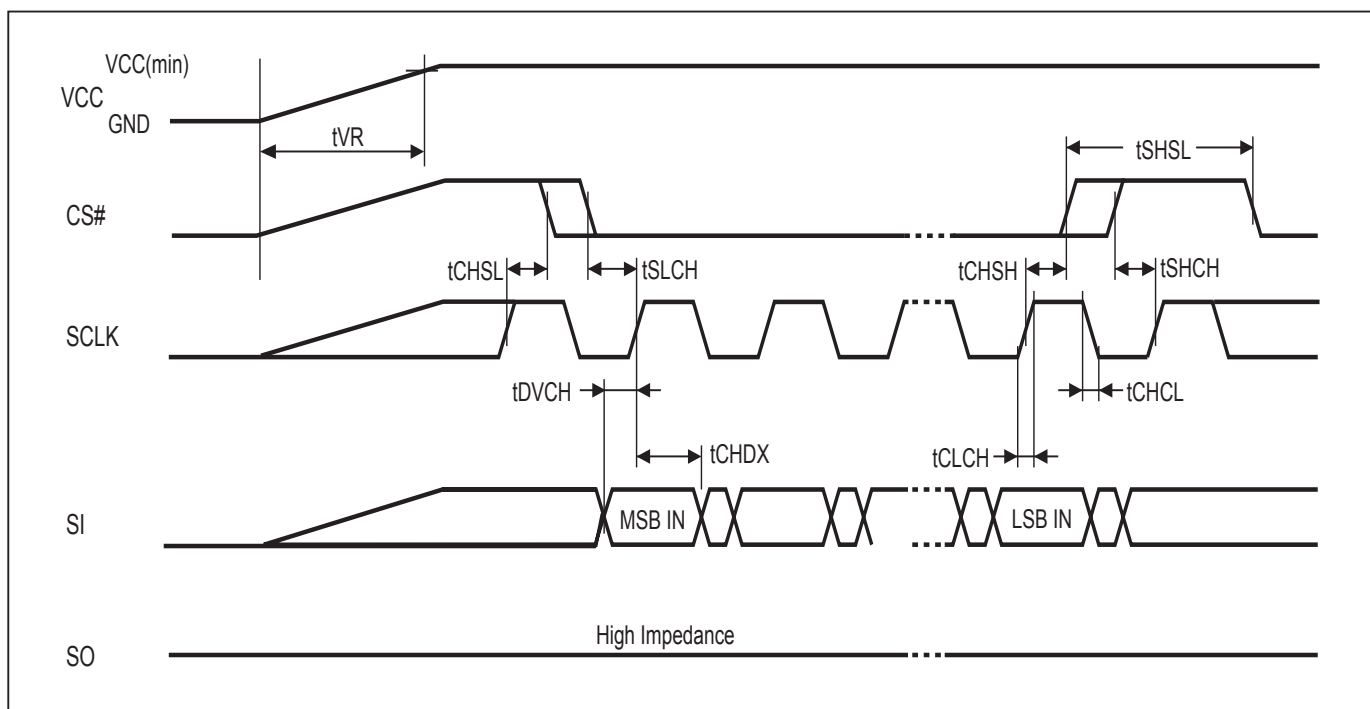 VCC(min)
VCC
GND
tVR
tSHSL
CS#
tCHSL
tSLCH
tCHSH
tSHCH
SCLK
tDVCH
tCHCL
tCHDX
tCLCH
SI
MSB IN
LSB IN
High Impedance
SO